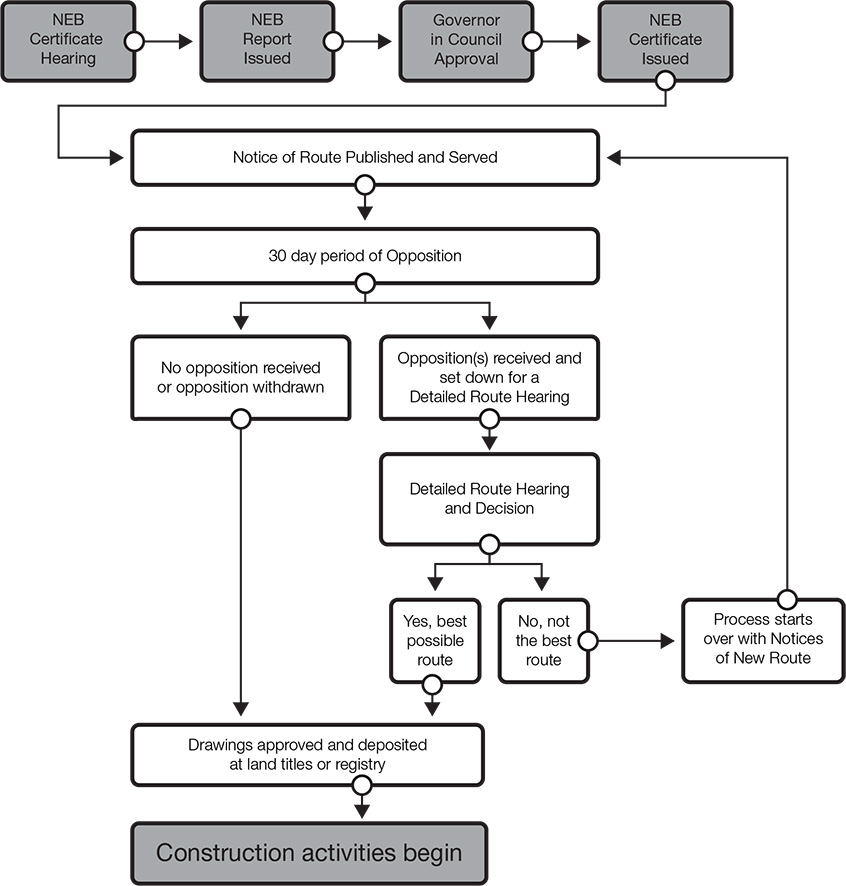 NEB
Certificate
Hearing
NEB
Report
Issued
Governor
in Council
Approval
NEB
Certificate
Issued
Notice of Route Published and Served
30 day period of Opposition
No opposition received
or opposition withdrawn
Opposition(s) received and
set down for a
Detailed Route Hearing
Detailed Route Hearing
and Decision
Yes, best
possible
route
No, not
the best
route
Process starts
over with Notices
of New Route
Drawings approved and deposited
at land titles or registry
Construction activities begin